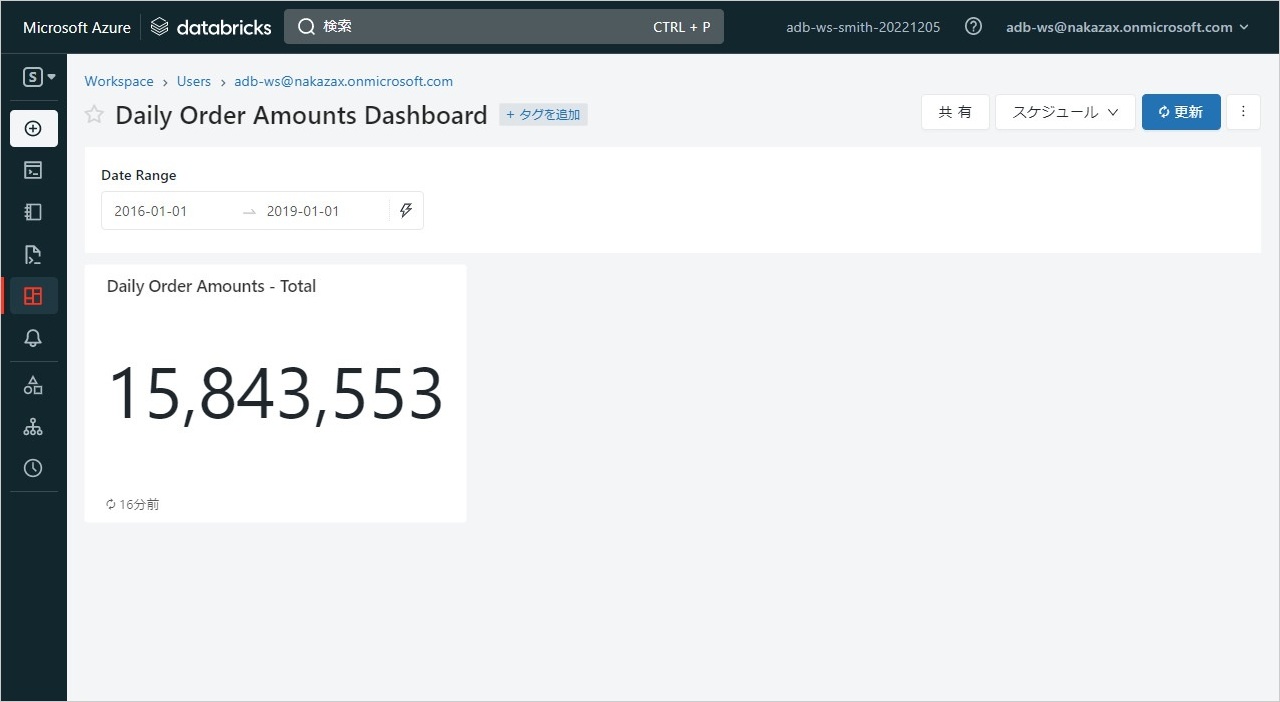 Microsoft Azure databricks 検索 CTRL + P adb-ws-smith-20221205 adb-ws@nakazax.onmicrosoft.com
S
Workspace › Users › adb-ws@nakazax.onmicrosoft.com
Daily Order Amounts Dashboard + タグを追加 共有 スケジュール 更新
Date Range
2016-01-01 → 2019-01-01
Daily Order Amounts - Total
15,843,553
16分前